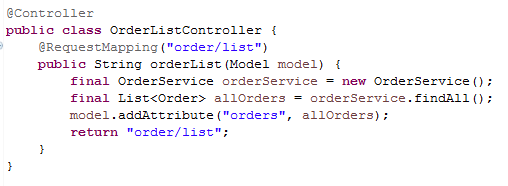 @Controller
public class OrderListController {
    @RequestMapping("order/list")
    public String orderList(Model model) {
        final OrderService orderService = new OrderService();
        final List<Order> allOrders = orderService.findAll();
        model.addAttribute("orders", allOrders);
        return "order/list";
    }
}